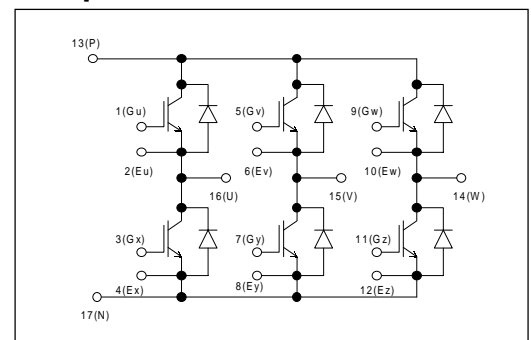 13(P)
1(Gu) 5(Gv) 9(Gw)
2(Eu) 6(Ev) 10(Ew)
16(U) 15(V) 14(W)
3(Gx) 7(Gy) 11(Gz)
4(Ex) 8(Ey) 12(Ez)
17(N)